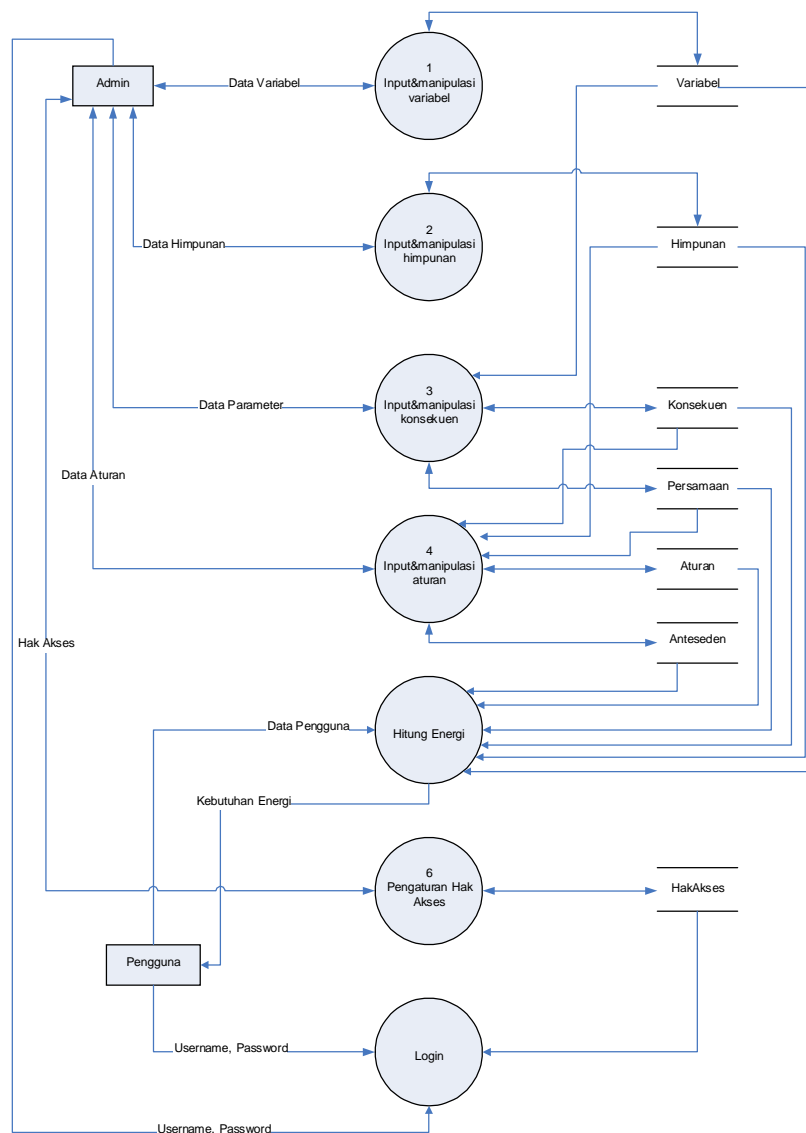 1
Input&manipulasi
variabel
Admin
Data Variabel
Variabel
2
Input&manipulasi
himpunan
Data Himpunan
Himpunan
3
Input&manipulasi
konsekuen
Data Parameter
Konsekuen
Data Aturan
Persamaan
4
Input&manipulasi
aturan
Aturan
Hak Akses
Anteseden
Data Pengguna
Hitung Energi
Kebutuhan Energi
6
Pengaturan Hak
Akses
HakAkses
Pengguna
Username, Password
Login
Username, Password